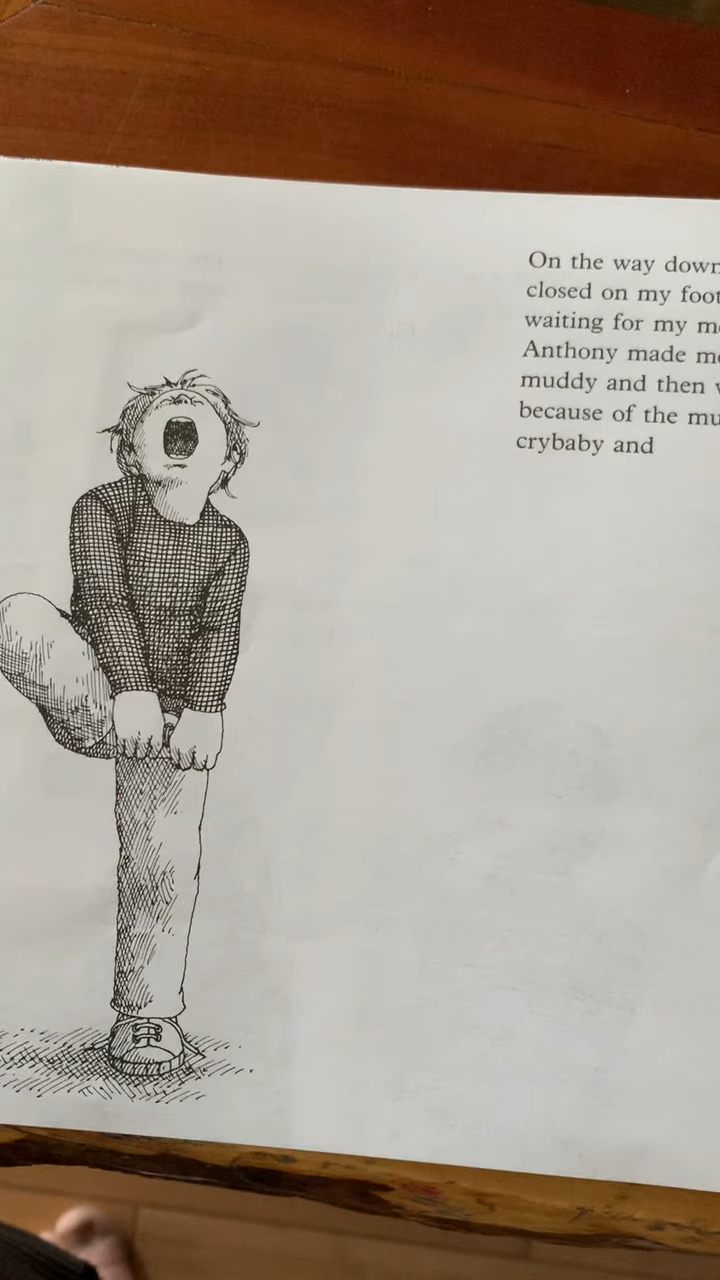 On the way down
closed on my foot
waiting for my
Anthony made
muddy and then
because of the
crybaby and